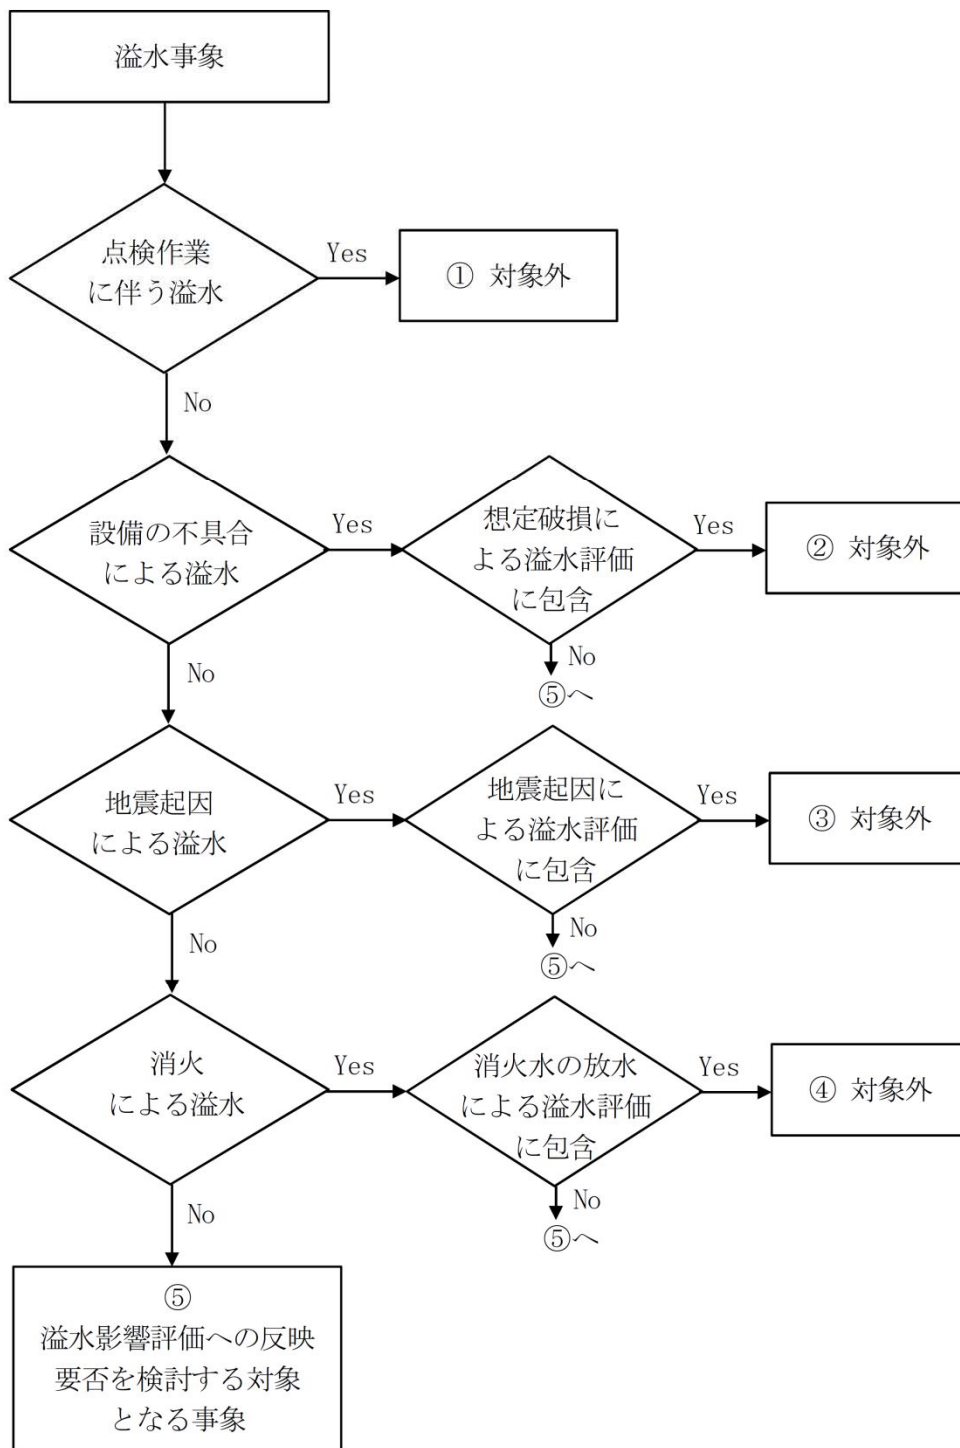 溢水事象
点検作業
に伴う溢水
Yes
① 対象外
No
設備の不具合
による溢水
Yes
想定破損に
よる溢水評価
に包含
Yes
② 対象外
No
⑤へ
No
地震起因
による溢水
Yes
地震起因に
よる溢水評価
に包含
Yes
③ 対象外
No
⑤へ
No
消火
による溢水
Yes
消火水の放水
による溢水評価
に包含
Yes
④ 対象外
No
⑤へ
No
⑤
溢水影響評価への反映
要否を検討する対象
となる事象